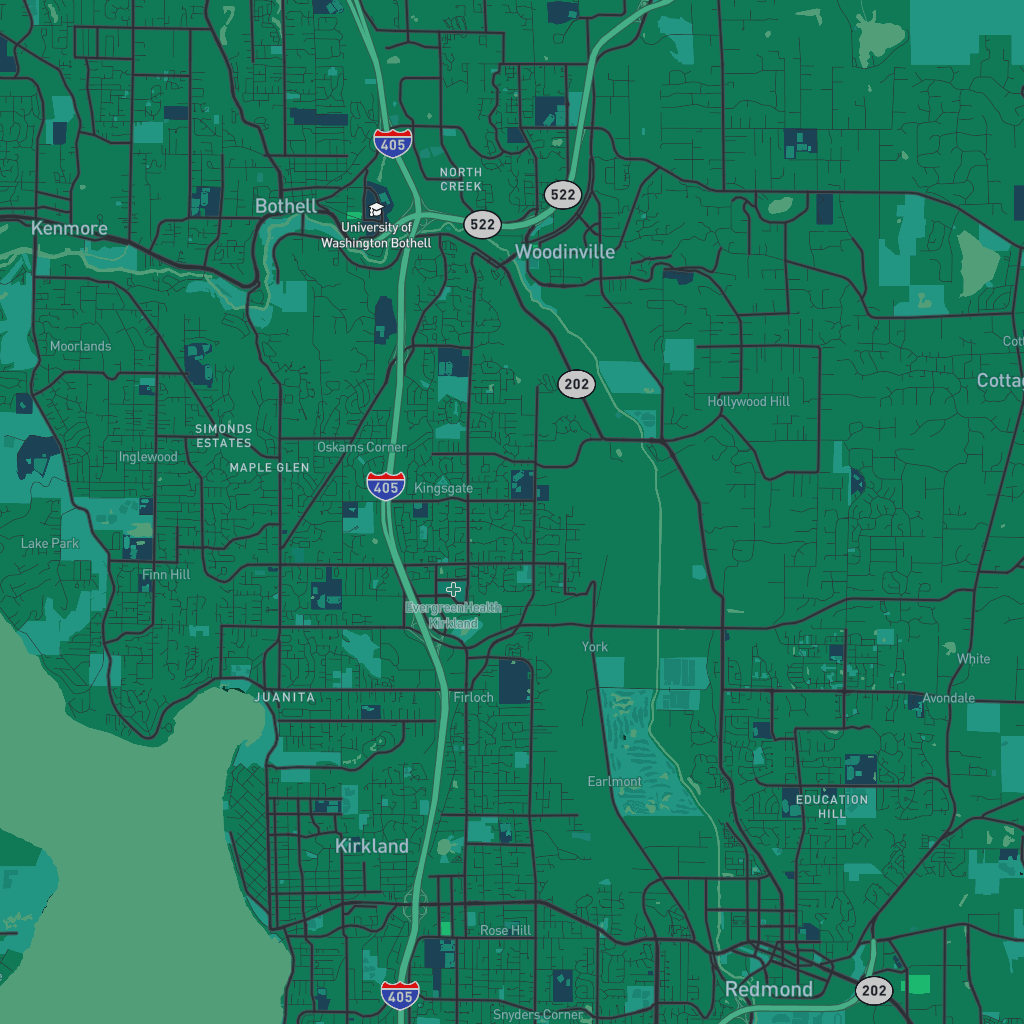 405
NORTH
CREEK
522
Bothell
522
University of
Washington Bothell
Kenmore
Woodinville
Moorlands
Cott
202
Cottag
Hollywood Hill
SIMONDS
ESTATES
Oskams Corner
Inglewood
MAPLE GLEN
405
Kingsgate
Lake Park
Finn Hill
EvergreenHealth
Kirkland
York
White
JUANITA
Firloch
Avondale
Earlmont
EDUCATION
HILL
Kirkland
Rose Hill
e
405
Redmond
202
Snyders Corner